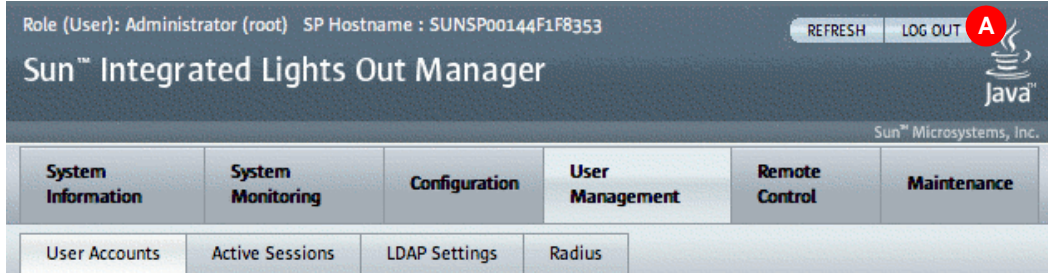 Role (User): Administrator (root) SP Hostname : SUNSP00144F1F8353
REFRESH LOG OUT A
Sun™ Integrated Lights Out Manager
Java™
Sun™ Microsystems, Inc.
System Information
System Monitoring
Configuration
User Management
Remote Control
Maintenance
User Accounts Active Sessions LDAP Settings Radius